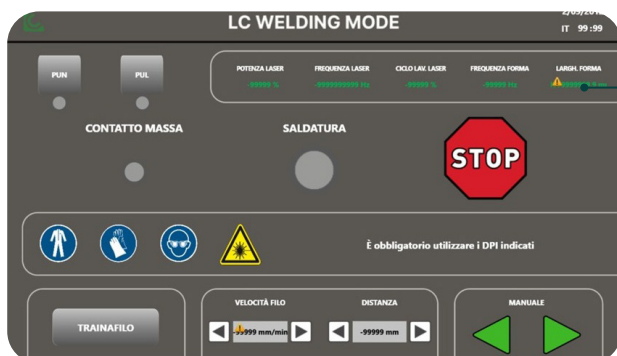 LC WELDING MODE
IT 99:99
PUN PUL
POTENZA LASER FREQUENZA LASER CICLO LAV. LASER FREQUENZA FORMA LARGH. FORMA
-99999 % -9999999999 Hz -99999 % -99999 Hz
CONTATTO MASSA SALDATURA
STOP
È obbligatorio utilizzare i DPI indicati
VELOCITÀ FILO DISTANZA MANUALE
TRAINAFILO
-99999 mm/min -99999 mm